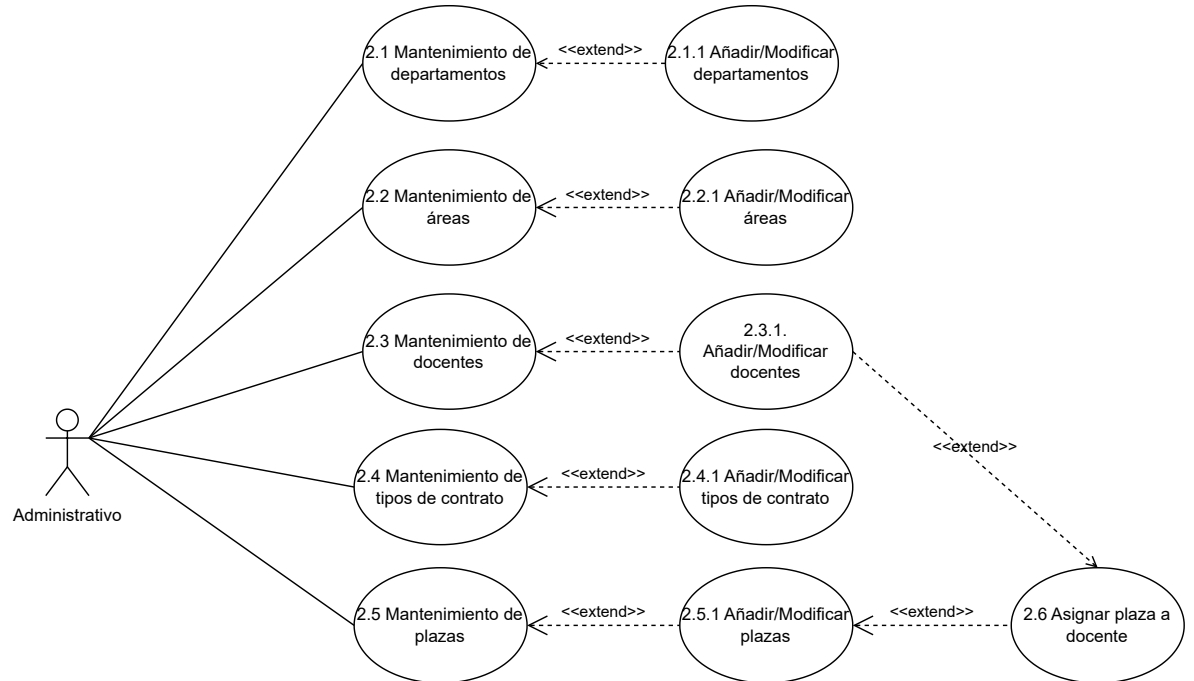 2.1 Mantenimiento de
departamentos
<<extend>>
2.1.1 Añadir/Modificar
departamentos
2.2 Mantenimiento de
áreas
<<extend>>
2.2.1 Añadir/Modificar
áreas
2.3 Mantenimiento de
docentes
<<extend>>
2.3.1.
Añadir/Modificar
docentes
<<extend>>
Administrativo
2.4 Mantenimiento de
tipos de contrato
<<extend>>
2.4.1 Añadir/Modificar
tipos de contrato
2.5 Mantenimiento de
plazas
<<extend>>
2.5.1 Añadir/Modificar
plazas
<<extend>>
2.6 Asignar plaza a
docente